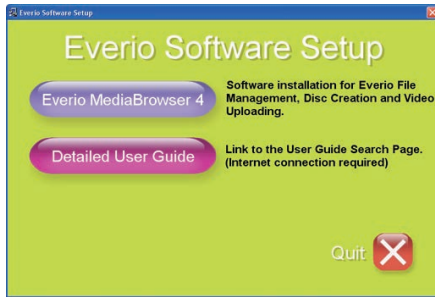 Everio Software Setup
Everio Software Setup
Everio MediaBrowser 4
Software installation for Everio File
Management, Disc Creation and Video
Uploading.
Detailed User Guide
Link to the User Guide Search Page.
(Internet connection required)
Quit